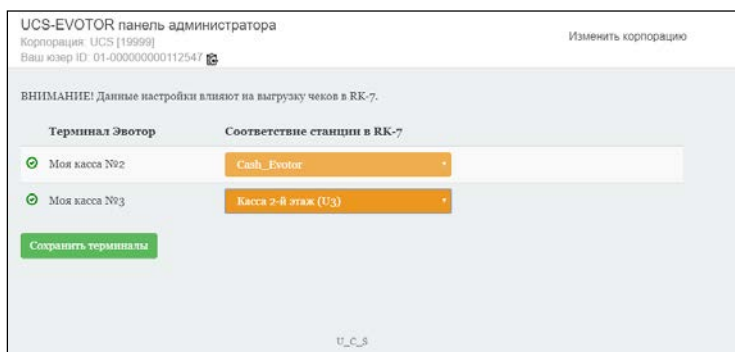 UCS-EVOTOR панель администратора
Корпорация: UCS [19999]
Изменить корпорацию
Ваш юзер ID: 01-000000000112547
ВНИМАНИЕ! Данные настройки влияют на выгрузку чеков в RK-7.
Терминал Эвотор Соответствие станции в RK-7
Моя касса №2 Cash_Evotor
Моя касса №3 Касса 2-й этаж (U3)
Сохранить терминалы
U_C_S